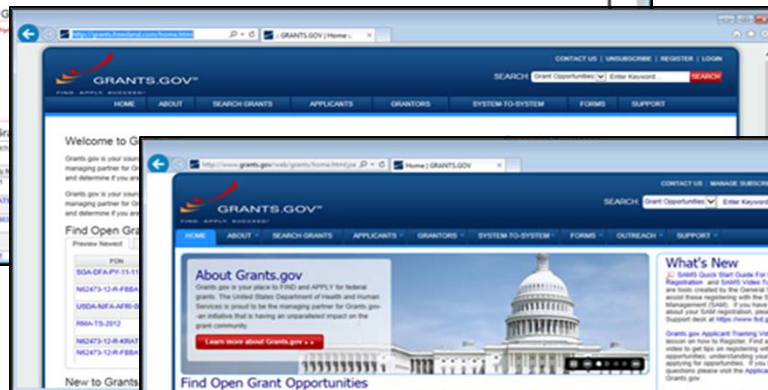 http://grants.freeland.com/home.html
GRANTS.GOV | Home
CONTACT US | UNSUBSCRIBE | REGISTER | LOGIN
GRANTS.GOV℠
FIND. APPLY. SUCCEED.
SEARCH: Grant Opportunities Enter Keyword... SEARCH
HOME ABOUT SEARCH GRANTS APPLICANTS GRANTORS SYSTEM-TO-SYSTEM FORMS SUPPORT
Welcome to G
Grants.gov is your sour
managing partner for Gr
and determine if you are
Grants.gov is your sour
managing partner for Gr
and determine if you are
Find Open Gra
Preview Newest
FON
SGA-DFA-PY-11-11
N62473-12-R-FBBA
USDA-NIFA-AFRI-0
RMA-TS-2012
N62473-12-R-KRAT
N62473-12-R-FBBA
New to Grants
http://www.grants.gov/web/grants/home.html
Home | GRANTS.GOV
CONTACT US | MANAGE SUBSCRI
GRANTS.GOV℠
FIND. APPLY. SUCCEED.
SEARCH: Grant Opportunities Enter Keyword
HOME ABOUT SEARCH GRANTS APPLICANTS GRANTORS SYSTEM-TO-SYSTEM FORMS OUTREACH SUPPORT
About Grants.gov
Grants.gov is your place to FIND and APPLY for federal
grants. The United States Department of Health and Human
Services is proud to be the managing partner for Grants.gov-
-an initiative that is having an unparalleled impact on the
grant community.
Learn more about Grants.gov
What's New
SAMS Quick Start Guide For
Registration and SAMS Video Tu
are tools created by the General
assist those registering with the S
Management (SAM). If you have
about your SAM registration, pleas
Support desk at https://www.fsd.g
Grants.gov Applicant Training Vid
lesson on how to Register, Find a
video to get tips on registering wit
opportunities, understanding your
applying for opportunities. If you
questions please visit the Applica
Grants.gov.
Find Open Grant Opportunities